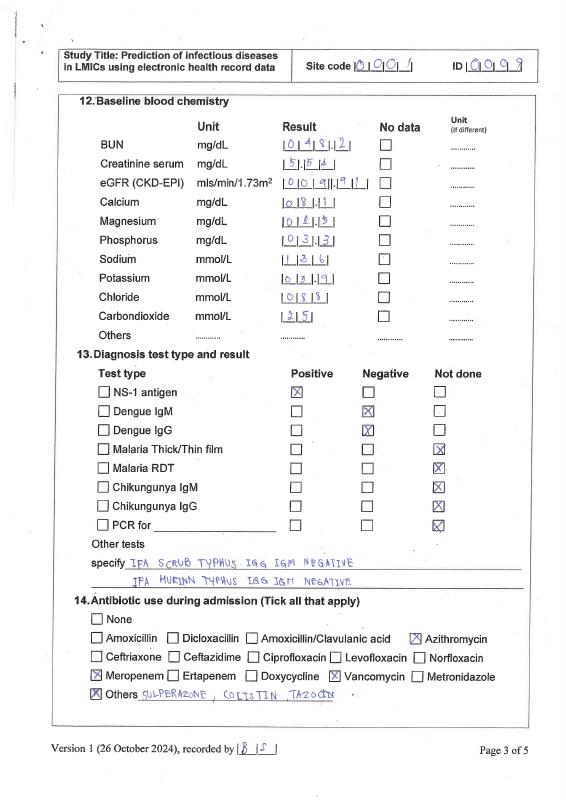 Study Title: Prediction of infectious diseases
in LMICs using electronic health record data
Site code |0|0|0|1 ID |0|0|9|9
12. Baseline blood chemistry
Unit Result No data Unit (if different)
BUN mg/dL |0|4|8|.|2| ☐ ............
Creatinine serum mg/dL |5|.|5|4| ☐ ............
eGFR (CKD-EPI) mls/min/1.73m² |0|0|9|.|9|1| ☐ ............
Calcium mg/dL |0|8|.|1| ☐ ............
Magnesium mg/dL ☐ ............
Phosphorus mg/dL |0|3|.|3| ☐ ............
Sodium mmol/L |1|3|6| ☐ ............
Potassium mmol/L |0|3|.|9| ☐ ............
Chloride mmol/L |0|8|8| ☐ ............
Carbondioxide mmol/L |2|5| ☐ ............
Others ............ ............ ............ ............
13. Diagnosis test type and result
Test type Positive Negative Not done
☐ NS-1 antigen ☒ ☐ ☐
☐ Dengue IgM ☐ ☒ ☐
☐ Dengue IgG ☐ ☒ ☐
☐ Malaria Thick/Thin film ☐ ☐ ☒
☐ Malaria RDT ☐ ☐ ☒
☐ Chikungunya IgM ☐ ☐ ☒
☐ Chikungunya IgG ☐ ☐ ☒
☐ PCR for ____________ ☐ ☐ ☒
Other tests
specify IFA SCRUB TYPHUS IGG IGM NEGATIVE
IFA MURINN TYPHUS IGG IGM NEGATIVE
14. Antibiotic use during admission (Tick all that apply)
☐ None
☐ Amoxicillin ☐ Dicloxacillin ☐ Amoxicillin/Clavulanic acid ☒ Azithromycin
☐ Ceftriaxone ☐ Ceftazidime ☐ Ciprofloxacin ☐ Levofloxacin ☐ Norfloxacin
☒ Meropenem ☐ Ertapenem ☐ Doxycycline ☒ Vancomycin ☐ Metronidazole
☒ Others SULPERAZONE, COLISTIN TAZOCIN
Version 1 (26 October 2024), recorded by |B|S| Page 3 of 5